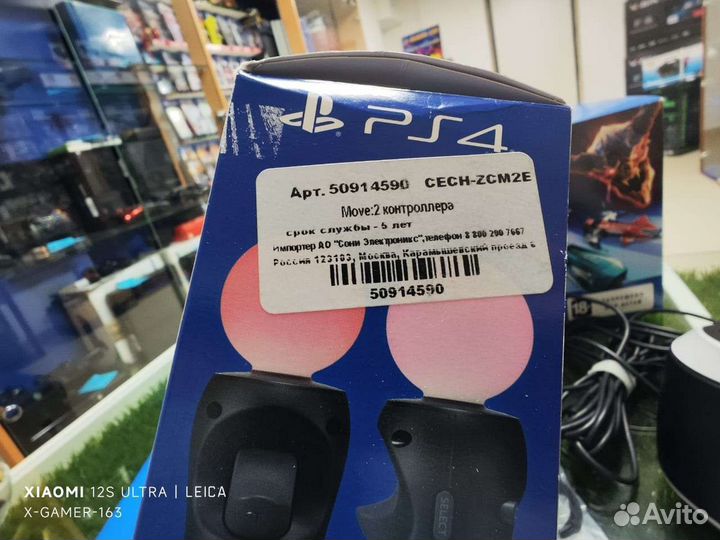 PS4
Арт. 50914590 CECH-ZCM2E
Move:2 контроллера
срок службы - 5 лет
Импортер АО "Сони Электроникс",телефон 8 800 200 7667
Россия 123103, Москва, Карамышевский проезд 6
50914590
SELECT
18
XIAOMI 12S ULTRA | LEICA
X-GAMER-163
Avito